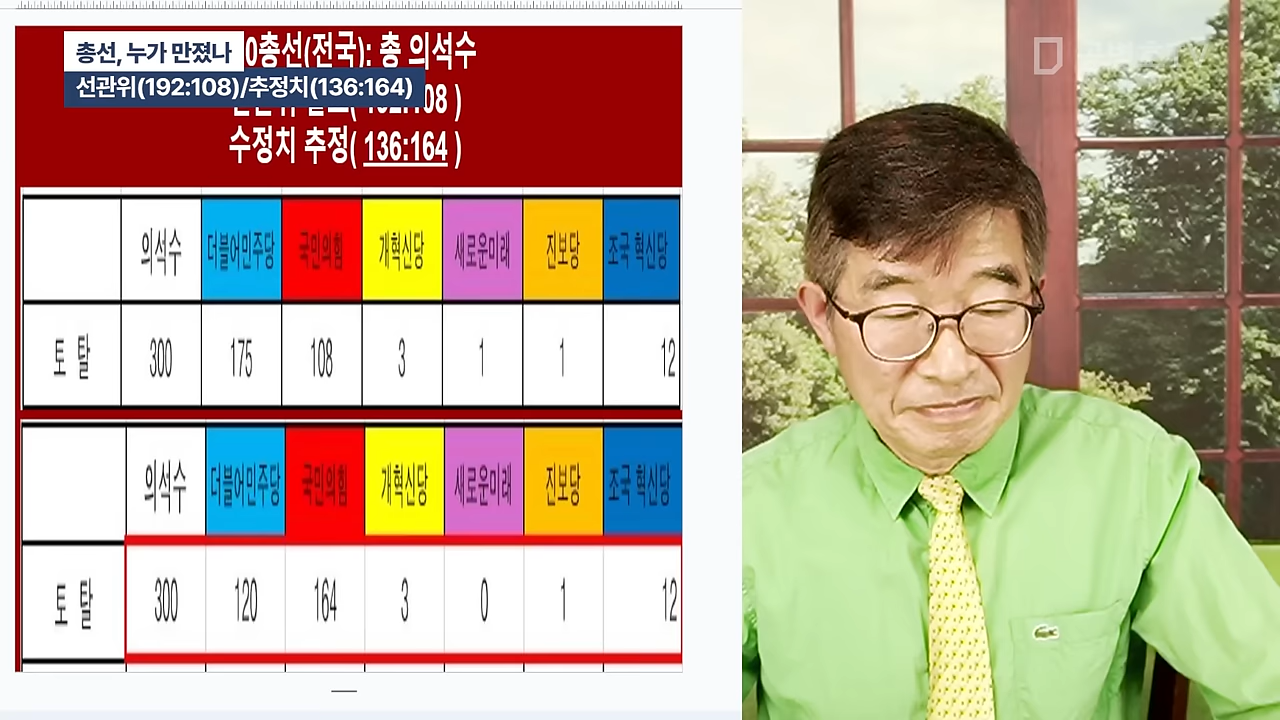 총선, 누가 만졌나
0총선(전국): 총 의석수
선관위(192:108)/추정치(136:164)
수정치 추정( 136:164 )
의석수 더불어민주당 국민의힘 개혁신당 새로운미래 진보당 조국 혁신당
토 탈 300 175 108 3 1 1 12
의석수 더불어민주당 국민의힘 개혁신당 새로운미래 진보당 조국 혁신당
토 탈 300 120 164 3 0 1 12